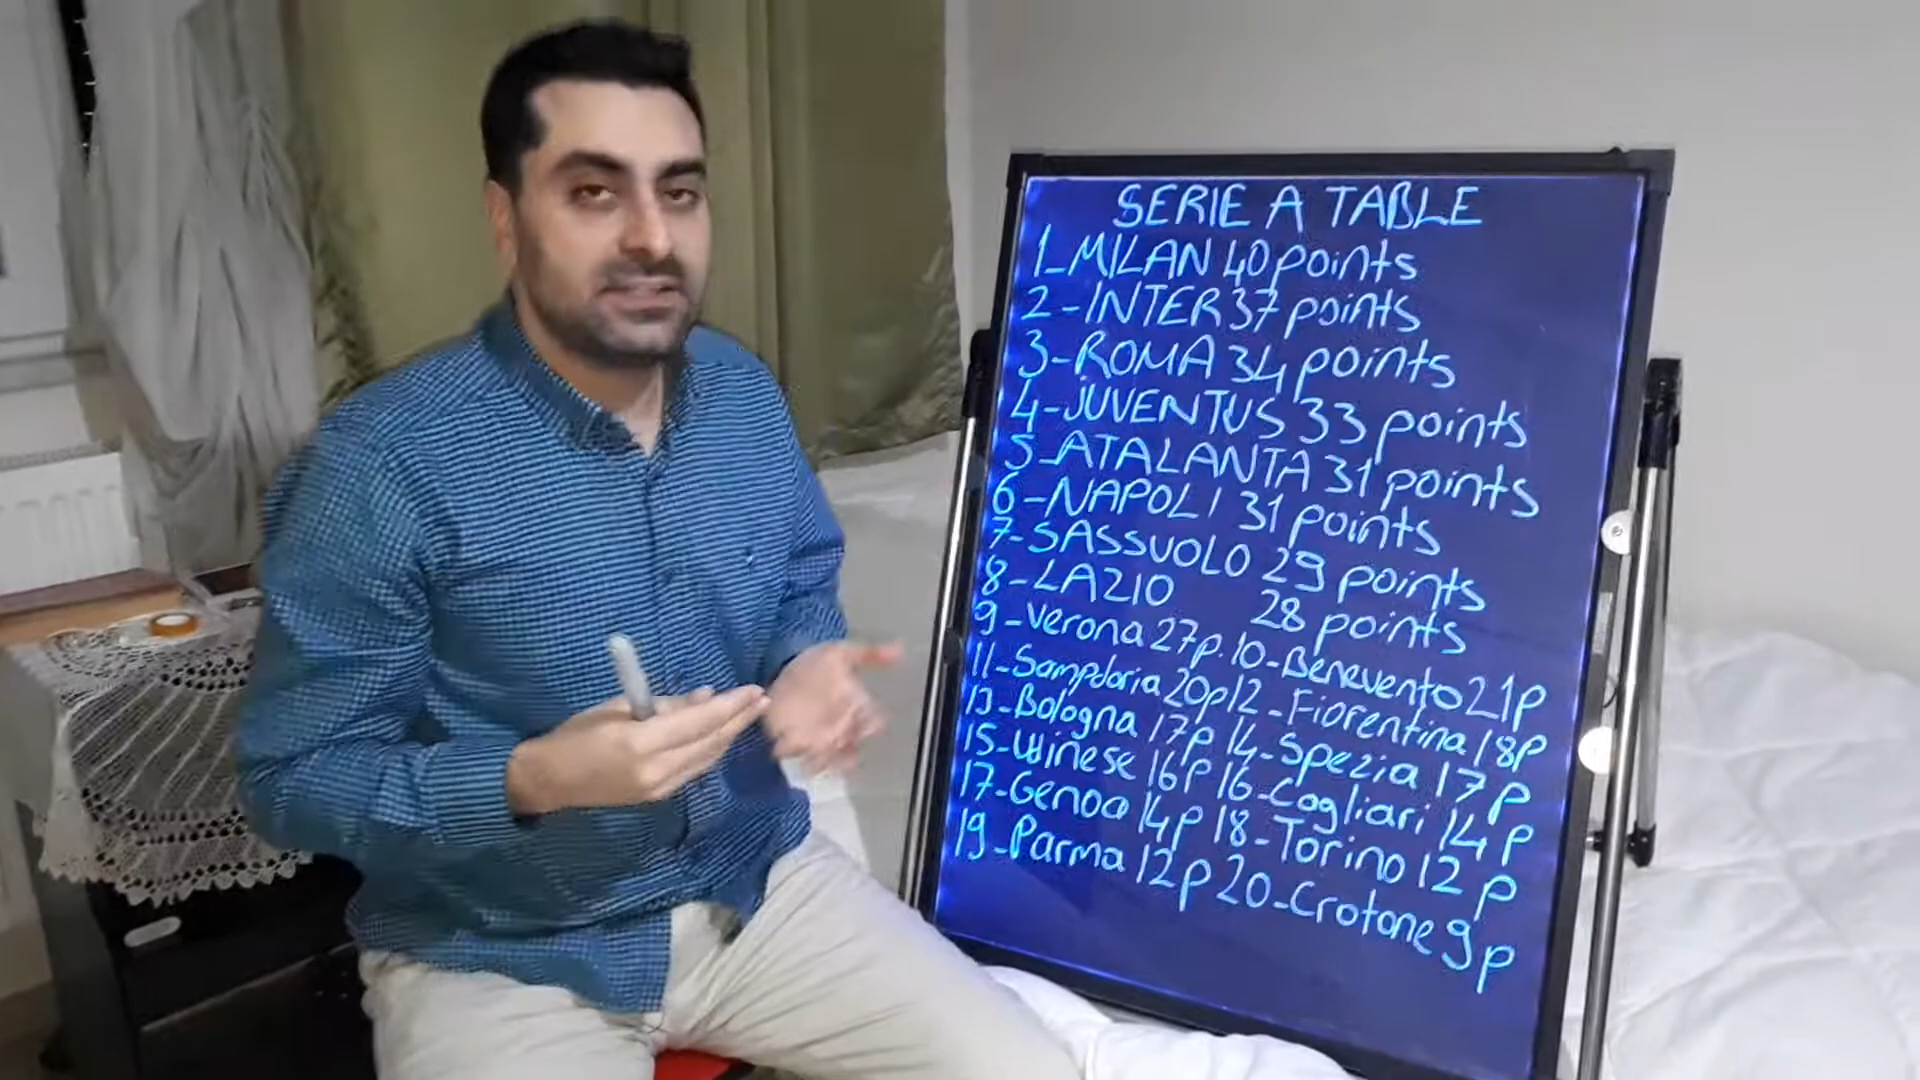 SERIE A TABLE
1_MILAN 40 points
2-INTER 37 points
3-ROMA 34 points
4-JUVENTUS 33 points
5-ATALANTA 31 points
6-NAPOLI 31 points
7-SASSUOLO 29 points
8-LAZIO 28 points
9-Verona 27p. 10-Benevento 21p
11-Sampdoria 20p 12-Fiorentina 18p
13-Bologna 17p 14-Spezia 17p
15-Udinese 16p 16-Cagliari 14p
17-Genoa 14p 18-Torino 12p
19-Parma 12p 20-Crotone 9p